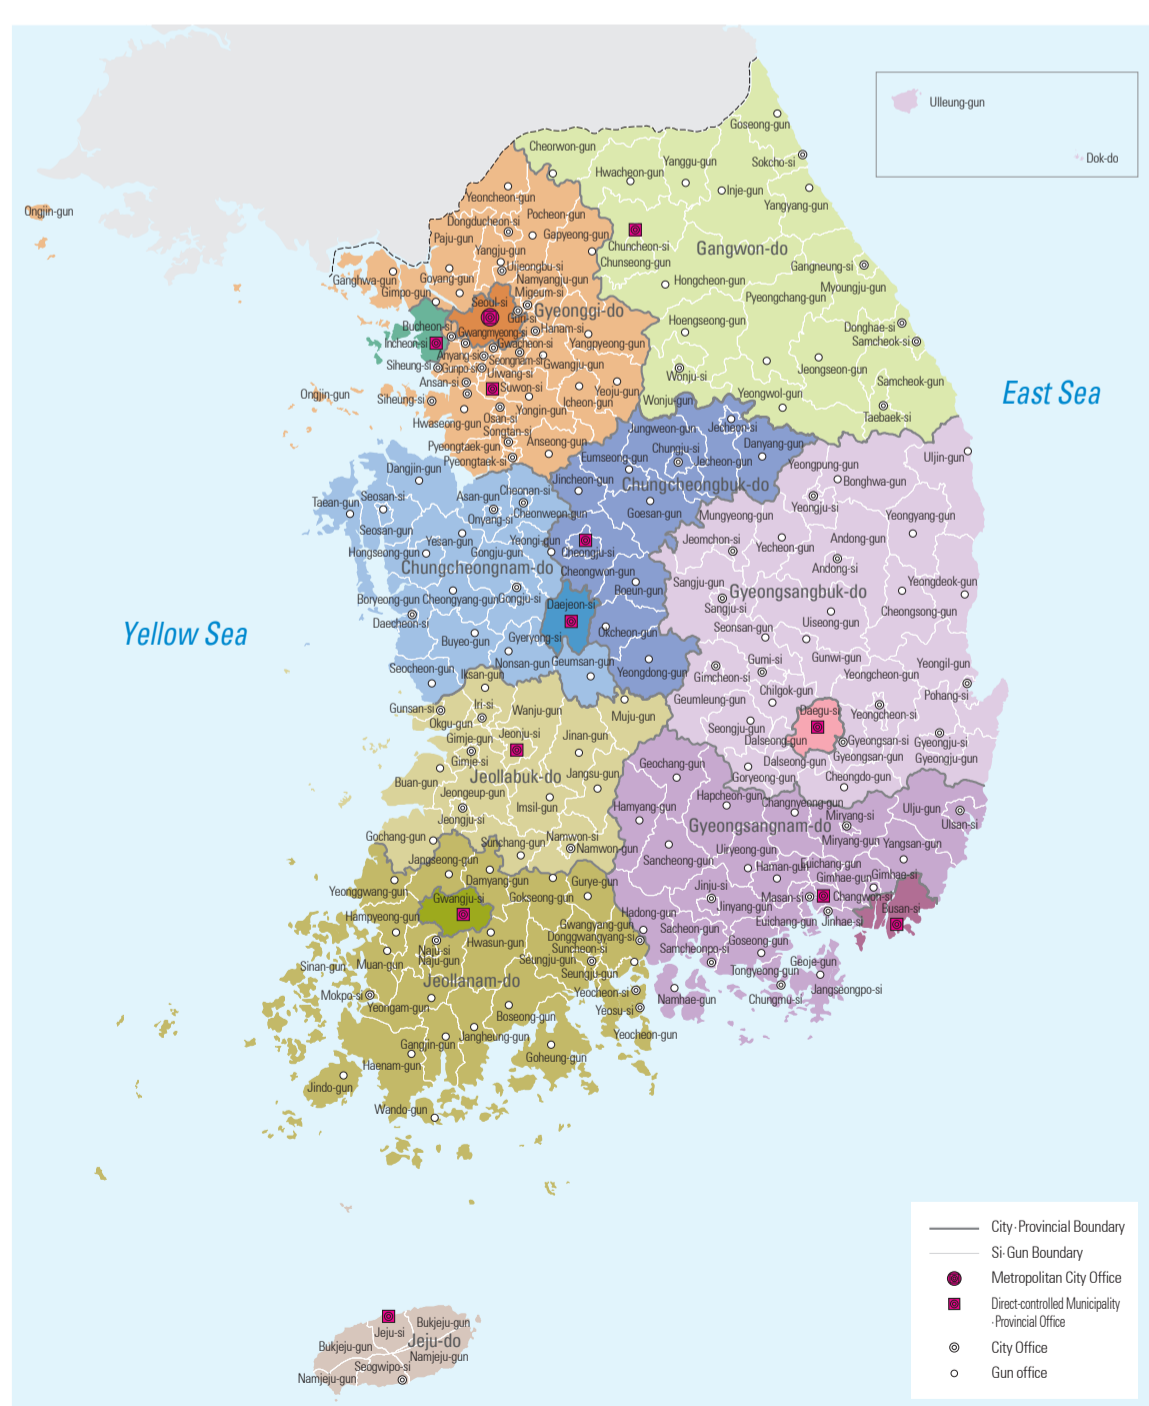 Ulleung-gun
Dok-do
Goseong-gun
Cheorwon-gun
Sokcho-si
Yanggu-gun
Hwacheon-gun
Inje-gun
Yangyang-gun
Yeoncheon-gun
Ongjin-gun
Pocheon-gun
Dongducheon-si
Gapyeong-gun
Paju-gun
Chuncheon-si
Gangwon-do
Yangju-gun
Chunseong-gun
Uijeongbu-si
Gangneung-si
Ganghwa-gun
Goyang-gun
Namyangju-gun
Hongcheon-gun
Myoungju-gun
Gimpo-gun
Migeum-si
Pyeongchang-gun
Seoul-si
Gyeonggi-do
Guri-si
Hoengseong-gun
Bucheon-si
Gwangmyeong-si
Hanam-si
Donghae-si
Incheon-si
Gwacheon-si
Yangpyeong-gun
Samcheok-si
Anyang-si
Seongnam-si
Siheung-si
Gunpo-si
Gwangju-gun
Jeongseon-gun
Uiwang-si
Wonju-si
Ansan-si
Suwon-si
Samcheok-gun
East Sea
Ongjin-gun
Yeoju-gun
Yeongwol-gun
Siheung-si
Icheon-gun
Wonju-gun
Yongin-gun
Osan-si
Taebaek-si
Hwaseong-gun
Songtan-si
Jungweon-gun
Jecheon-si
Pyeongtaek-gun
Anseong-gun
Danyang-gun
Chungju-si
Pyeongtaek-si
Eumseong-gun
Jecheon-gun
Uljin-gun
Dangjin-gun
Yeongpung-gun
Jincheon-gun
Chungcheongbuk-do
Bonghwa-gun
Cheonan-si
Asan-gun
Seosan-si
Taean-gun
Yeongju-si
Cheonweon-gun
Goesan-gun
Mungyeong-gun
Yeongyang-gun
Onyang-si
Seosan-gun
Yesan-gun
Yeongi-gun
Jeomchon-si
Andong-gun
Hongseong-gun
Gongju-gun
Cheongju-si
Yecheon-gun
Chungcheongnam-do
Cheongwon-gun
Andong-si
Sangju-gun
Yeongdeok-gun
Boeun-gun
Gyeongsangbuk-do
Boryeong-gun
Cheongyang-gun
Gongju-si
Daejeon-si
Sangju-si
Cheongsong-gun
Daecheon-si
Uiseong-gun
Yellow Sea
Okcheon-gun
Seonsan-gun
Buyeo-gun
Gyeryong-si
Gunwi-gun
Gumi-si
Yeongil-gun
Nonsan-gun
Geumsan-gun
Seocheon-gun
Yeongdong-gun
Gimcheon-si
Yeongcheon-gun
Iksan-gun
Chilgok-gun
Pohang-si
Geumleung-gun
Gunsan-si
Iri-si
Wanju-gun
Muju-gun
Daegu-si
Yeongcheon-si
Okgu-gun
Seongju-gun
Jeonju-si
Jinan-gun
Gimje-gun
Dalseong-gun
Gyeongsan-si
Gyeongju-si
Gimje-si
Geochang-gun
Dalseong-gun
Gyeongsan-gun
Gyeongju-gun
Jeollabuk-do
Jangsu-gun
Goryeong-gun
Cheongdo-gun
Buan-gun
Jeongeup-gun
Hapcheon-gun
Imsil-gun
Hamyang-gun
Changnyeong-gun
Ulju-gun
Jeongju-si
Gyeongsangnam-do
Miryang-si
Ulsan-si
Gochang-gun
Namwon-si
Miryang-gun
Sunchang-gun
Namwon-gun
Uiryeong-gun
Yangsan-gun
Jangseong-gun
Sancheong-gun
Euichang-gun
Haman-gun
Gimhae-gun
Gimhae-si
Damyang-gun
Gurye-gun
Yeonggwang-gun
Jinju-si
Gokseong-gun
Masan-si
Changwon-si
Gwangju-si
Jinyang-gun
Busan-si
Hampyeong-gun
Hadong-gun
Euichang-gun
Jinhae-si
Gwangyang-gun
Sacheon-gun
Donggwangyang-si
Hwasun-gun
Goseong-gun
Naju-si
Suncheon-si
Samcheonpo-si
Naju-gun
Seungju-gun
Geoje-gun
Sinan-gun
Muan-gun
Seungju-gun
Tongyeong-gun
Jeollanam-do
Jangseongpo-si
Mokpo-si
Yeocheon-si
Namhae-gun
Chungmu-si
Yeongam-gun
Yeosu-si
Boseong-gun
Jangheung-gun
Yeocheon-gun
Gangjin-gun
Goheung-gun
Haenam-gun
Jindo-gun
Wando-gun
City·Provincial Boundary
Si·Gun Boundary
Metropolitan City Office
Direct-controlled Municipality
·Provincial Office
City Office
Gun office
Bukjeju-gun
Jeju-si
Jeju-do
Bukjeju-gun
Namjeju-gun
Seogwipo-si
Namjeju-gun